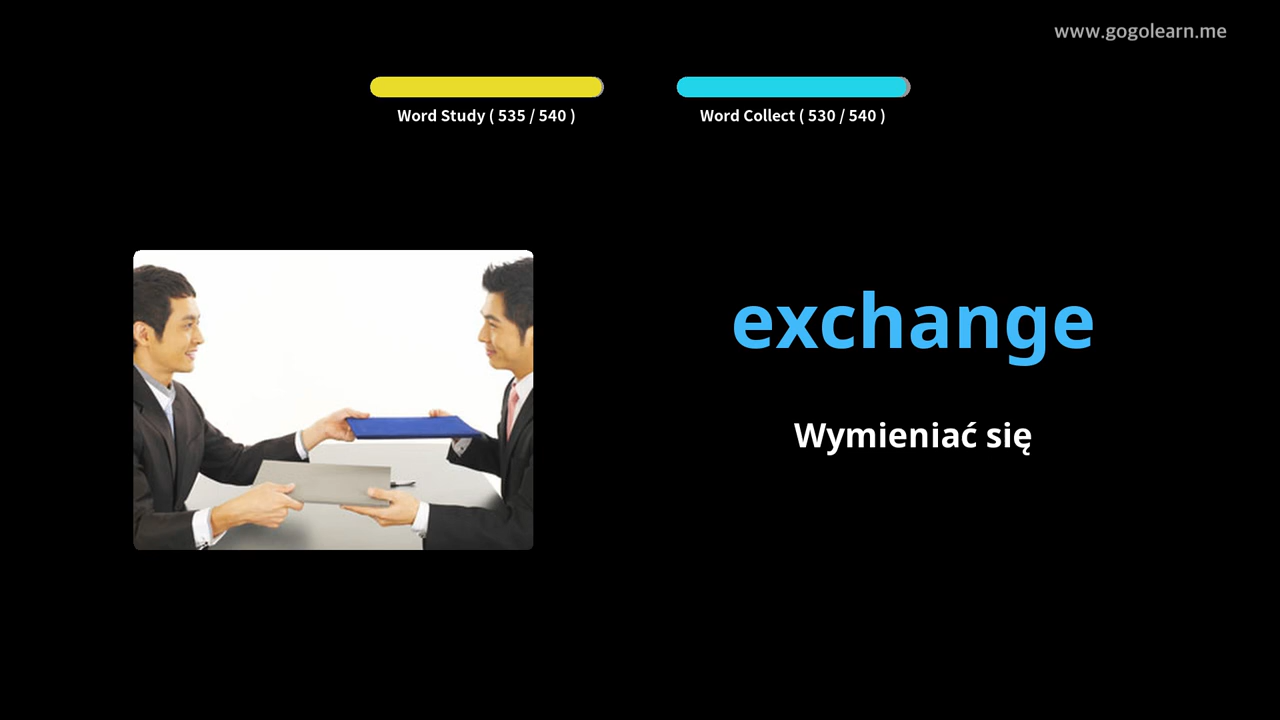 www.gogolearn.me
Word Study ( 535 / 540 )
Word Collect ( 530 / 540 )
exchange
Wymieniać się